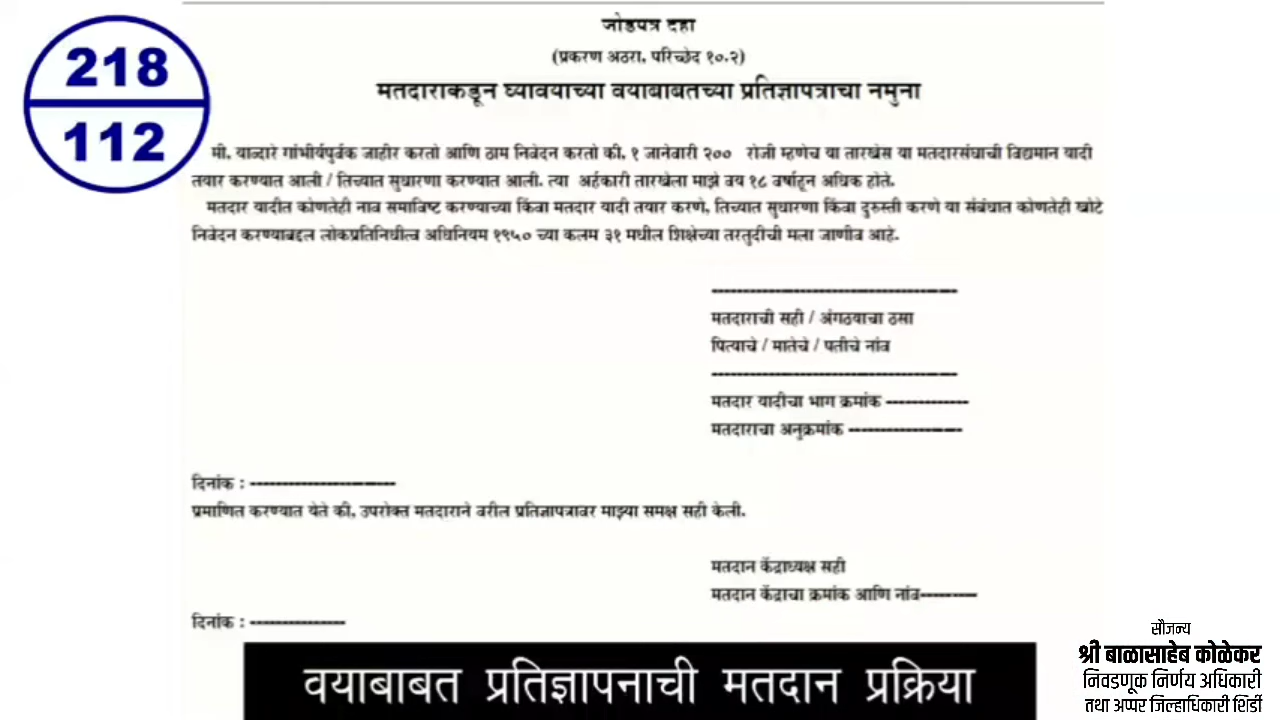 218
112
जोडपत्र दहा
(प्रकरण अठरा, परिच्छेद १०.२)
मतदाराकडून घ्यावयाच्या वयाबाबतच्या प्रतिज्ञापत्राचा नमुना
मी, याव्दारे गांभीर्यपुर्वक जाहीर करतो आणि ठाम निवेदन करतो की, १ जानेवारी २०० रोजी म्हणेच या तारखेस या मतदारसंघाची विद्यमान यादी
तयार करण्यात आली / तिच्यात सुधारणा करण्यात आली. त्या अर्हकारी तारखेला माझे वय १८ वर्षाहून अधिक होते.
मतदार यादीत कोणतेही नाव समाविष्ट करण्याच्या किंवा मतदार यादी तयार करणे, तिच्यात सुधारणा किंवा दुरुस्ती करणे या संबंधात कोणतेही खोटे
निवेदन करण्याबद्दल लोकप्रतिनिधीत्व अधिनियम १९५० च्या कलम ३१ मधील शिक्षेच्या तरतुदीची मला जाणीव आहे.
मतदाराची सही / अंगठयाचा ठसा
पित्याचे / मातेचे / पतीचे नांव
मतदार यादीचा भाग क्रमांक -------------
मतदाराचा अनुक्रमांक ------------------
दिनांक : -----------------------
प्रमाणित करण्यात येते की, उपरोक्त मतदाराने वरील प्रतिज्ञापत्रावर माझ्या समक्ष सही केली.
मतदान केंद्राध्यक्ष सही
मतदान केंद्राचा क्रमांक आणि नांव---------
दिनांक : ---------------
वयाबाबत प्रतिज्ञापनाची मतदान प्रक्रिया
सौजन्य
श्री बाळासाहेब कोळेकर
निवडणूक निर्णय अधिकारी
तथा अप्पर जिल्हाधिकारी शिर्डी